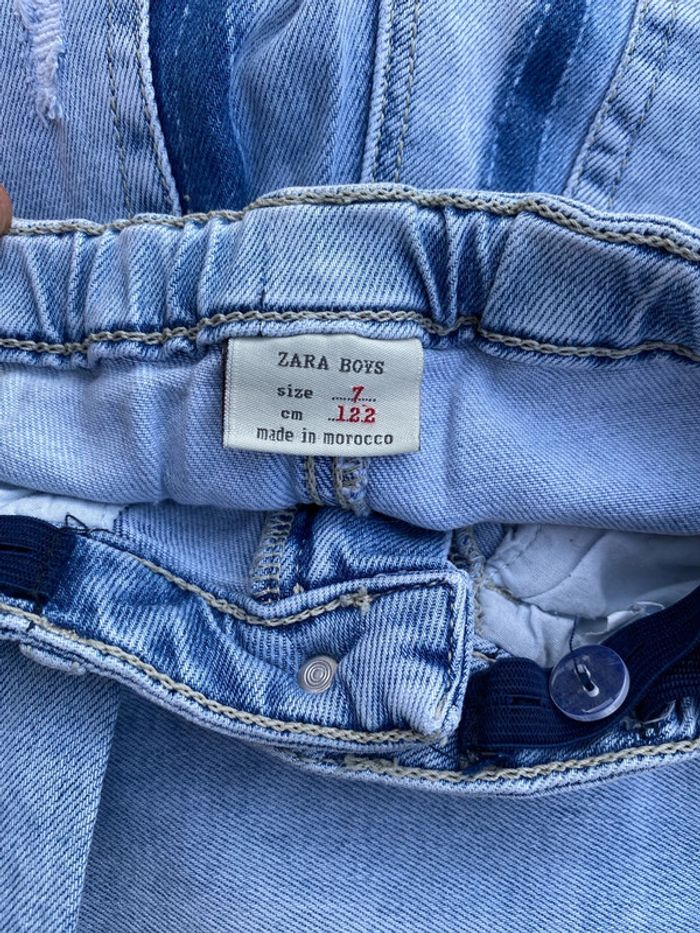 ZARA BOYS
size ......7......
cm ...122
made in morocco